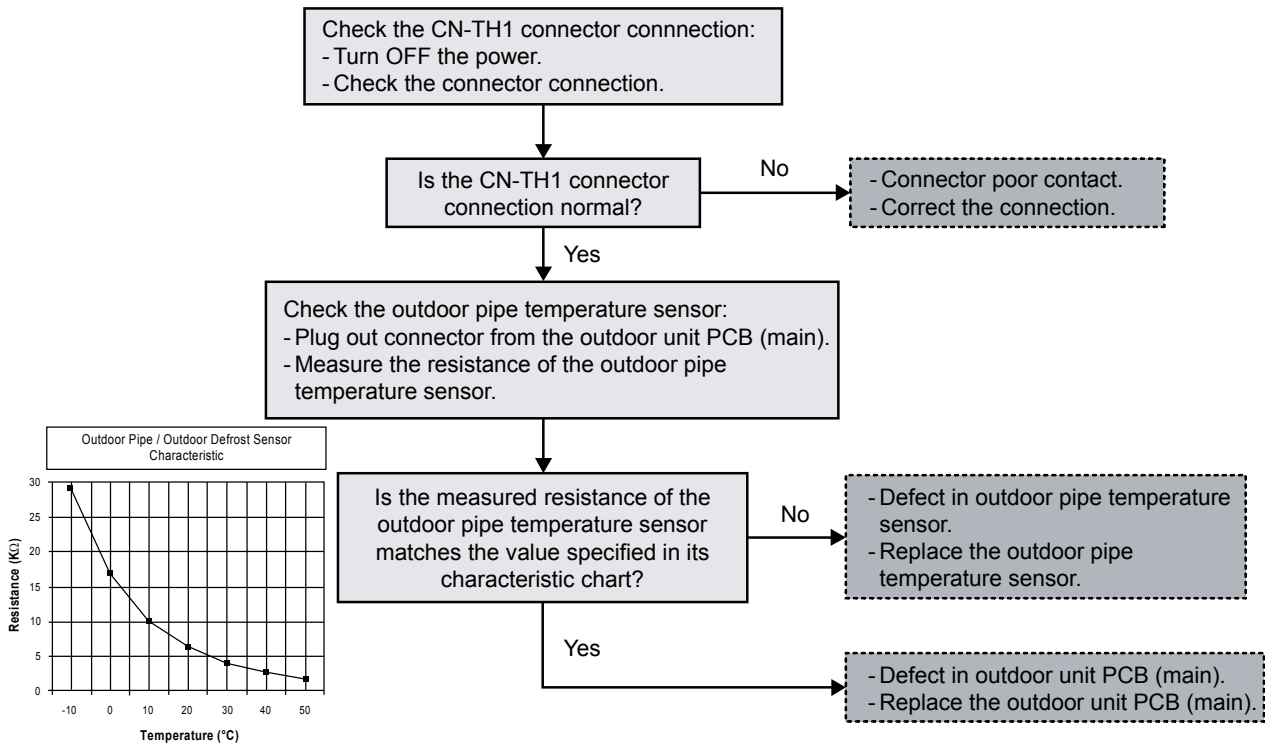 Check the CN-TH1 connector connnection:
- Turn OFF the power.
- Check the connector connection.
Is the CN-TH1 connector
connection normal?
No
- Connector poor contact.
- Correct the connection.
Yes
Check the outdoor pipe temperature sensor:
- Plug out connector from the outdoor unit PCB (main).
- Measure the resistance of the outdoor pipe
temperature sensor.
Outdoor Pipe / Outdoor Defrost Sensor
Characteristic
30
25
20
15
10
5
0
Resistance (KΩ)
-10 0 10 20 30 40 50
Temperature (°C)
Is the measured resistance of the
outdoor pipe temperature sensor
matches the value specified in its
characteristic chart?
No
- Defect in outdoor pipe temperature
sensor.
- Replace the outdoor pipe
temperature sensor.
Yes
- Defect in outdoor unit PCB (main).
- Replace the outdoor unit PCB (main).